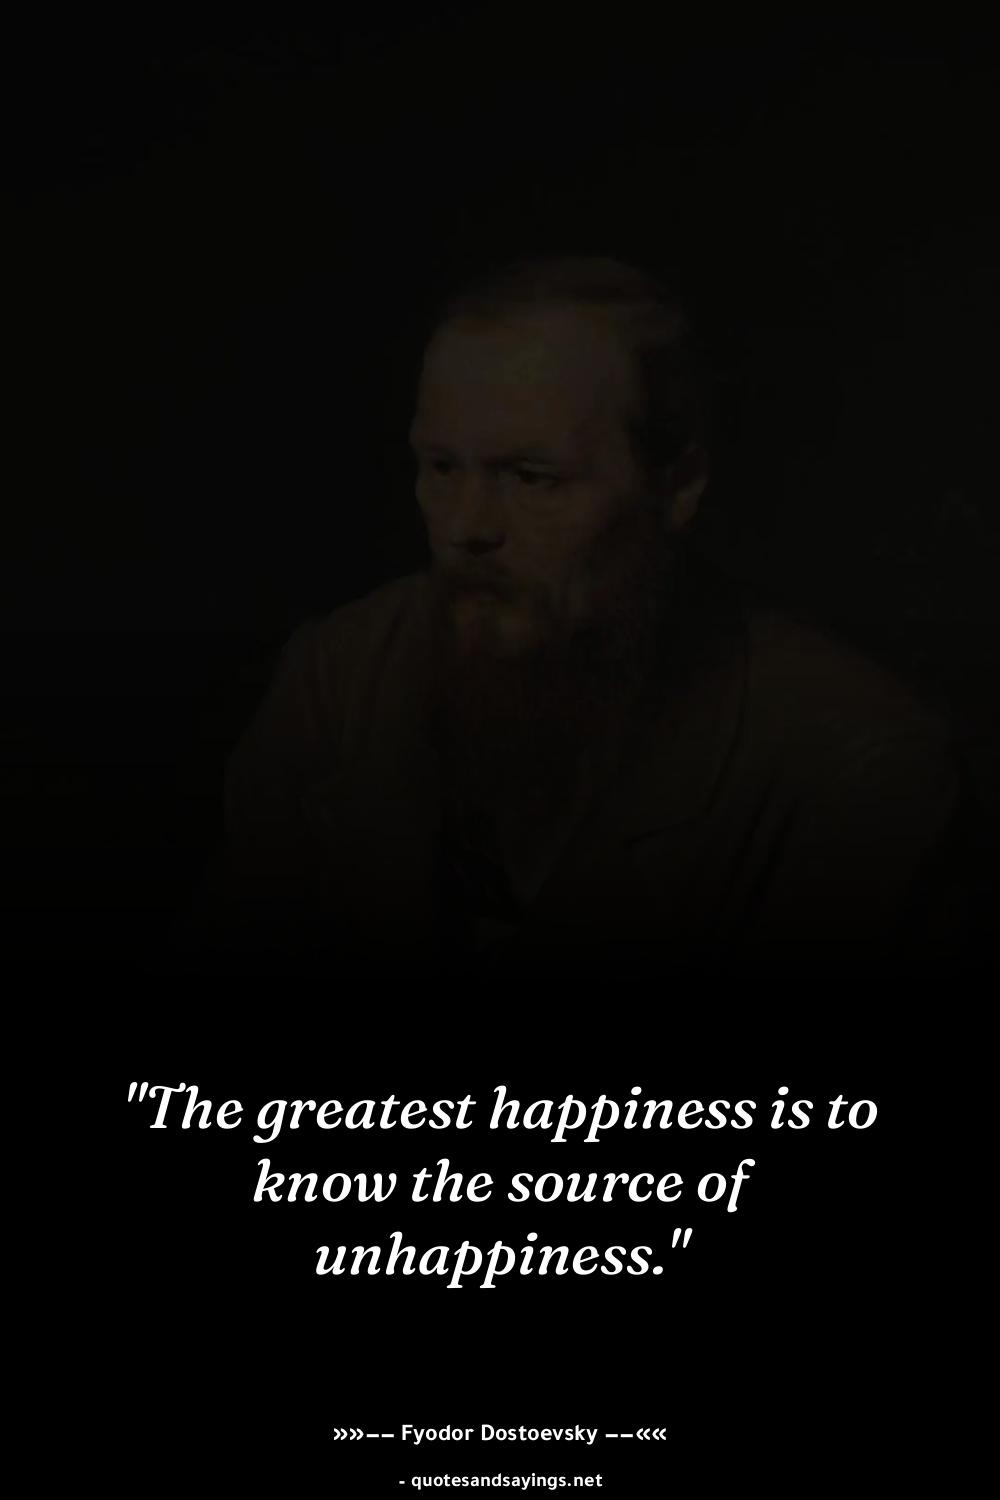 "The greatest happiness is to
know the source of
unhappiness."
»»–– Fyodor Dostoevsky ––««
- quotesandsayings.net